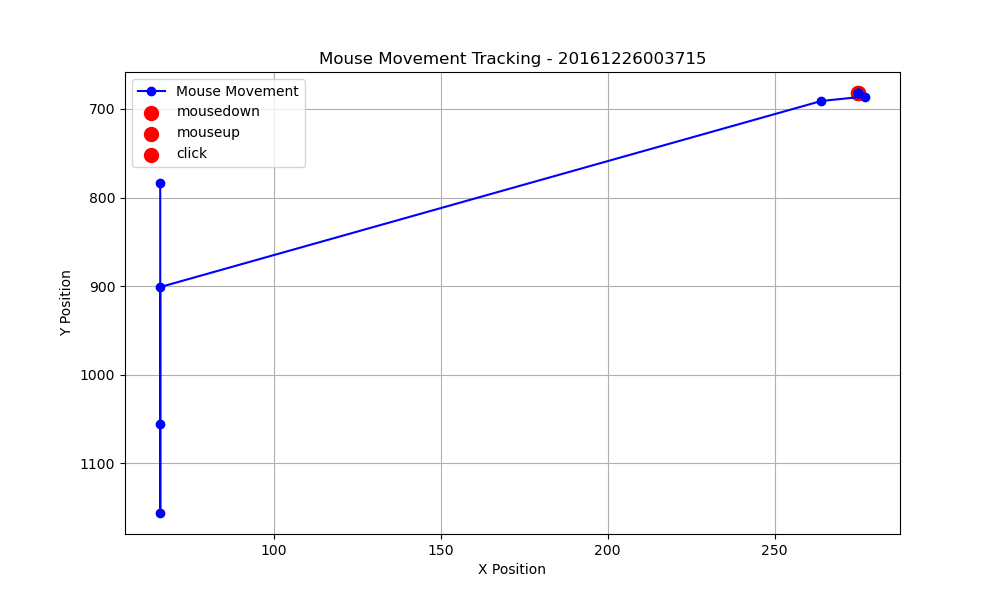 Mouse Movement Tracking - 20161226003715
Mouse Movement
mousedown
mouseup
click
700
800
900
1000
1100
Y Position
100 150 200 250
X Position